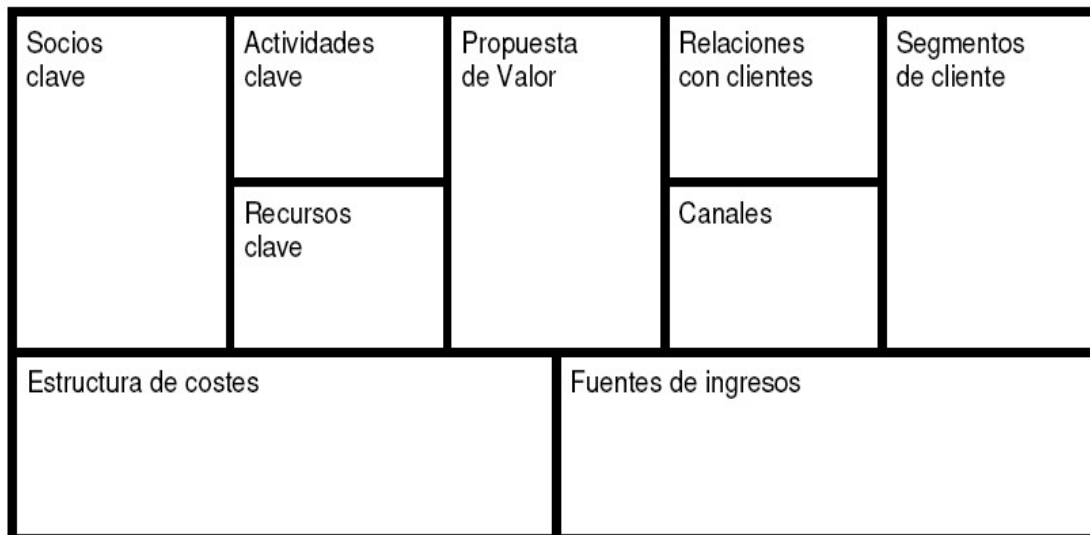 Socios
clave
Actividades
clave
Recursos
clave
Propuesta
de Valor
Relaciones
con clientes
Canales
Segmentos
de cliente
Estructura de costes
Fuentes de ingresos